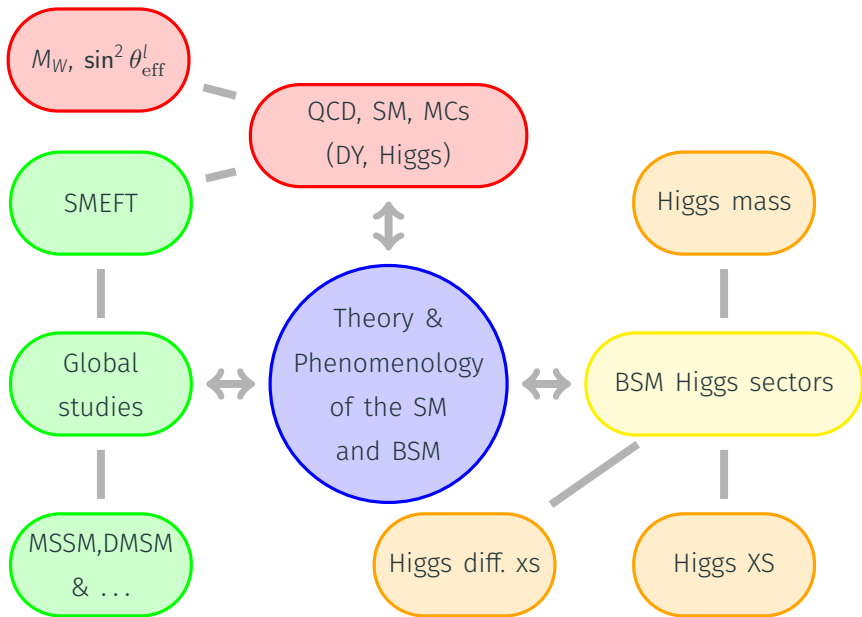 M_W, sin² θ^l_eff
QCD, SM, MCs
(DY, Higgs)
SMEFT
Higgs mass
Theory &
Phenomenology
of the SM
and BSM
Global
studies
BSM Higgs sectors
MSSM,DMSM
& ...
Higgs diff. xs
Higgs XS